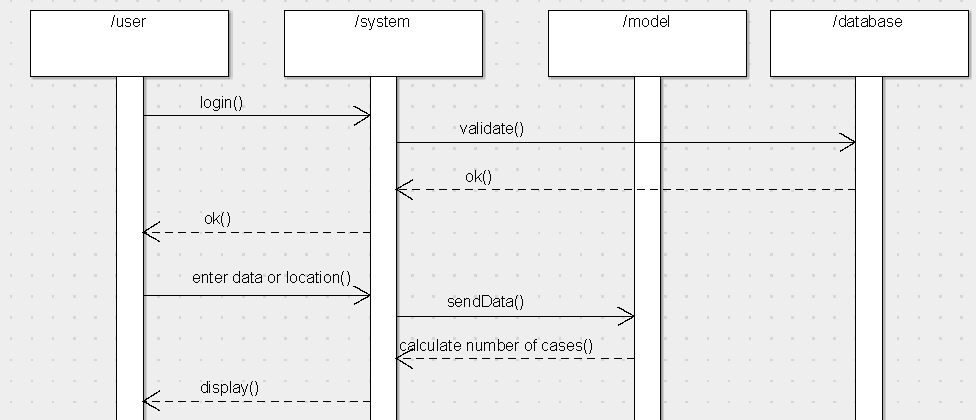 /user
/system
/model
/database
login()
validate()
ok()
ok()
enter data or location()
sendData()
calculate number of cases()
display()